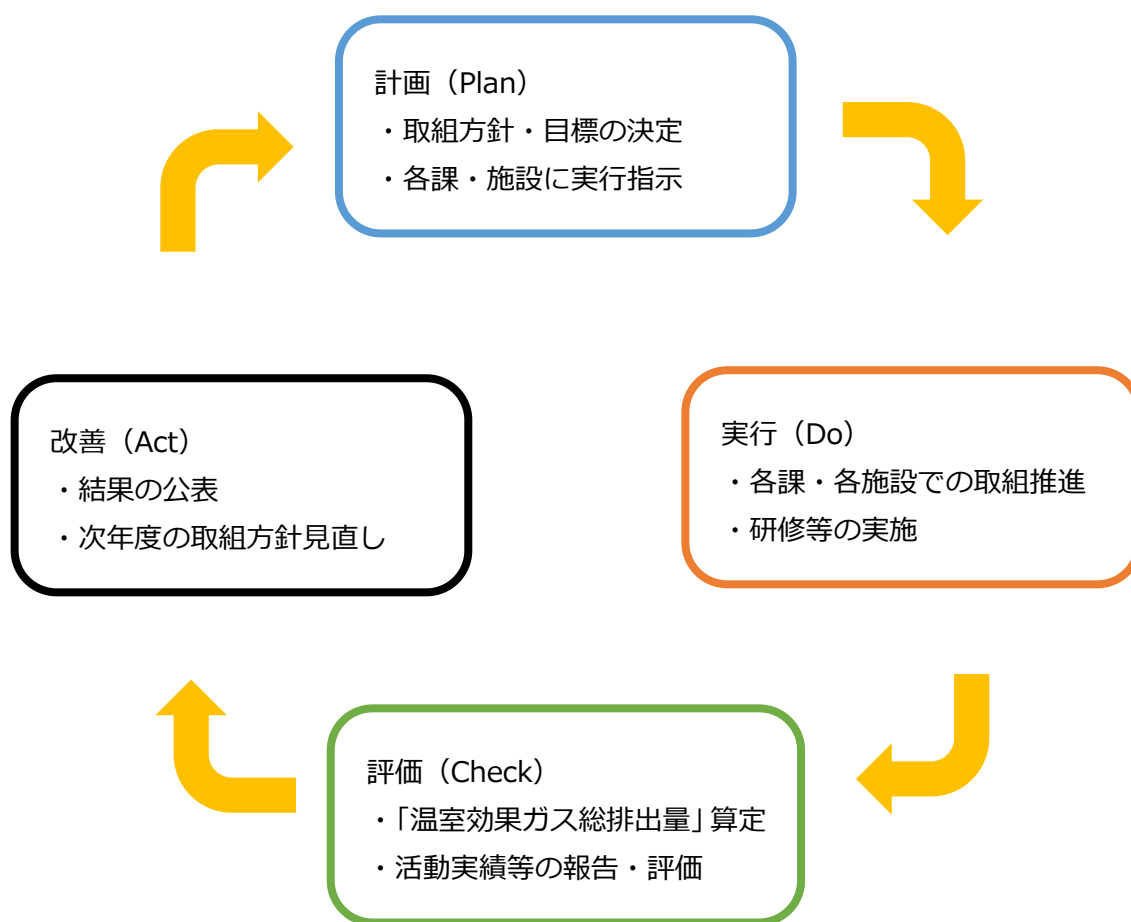 計画（Plan）
・取組方針・目標の決定
・各課・施設に実行指示
実行（Do）
・各課・各施設での取組推進
・研修等の実施
評価（Check）
・「温室効果ガス総排出量」算定
・活動実績等の報告・評価
改善（Act）
・結果の公表
・次年度の取組方針見直し